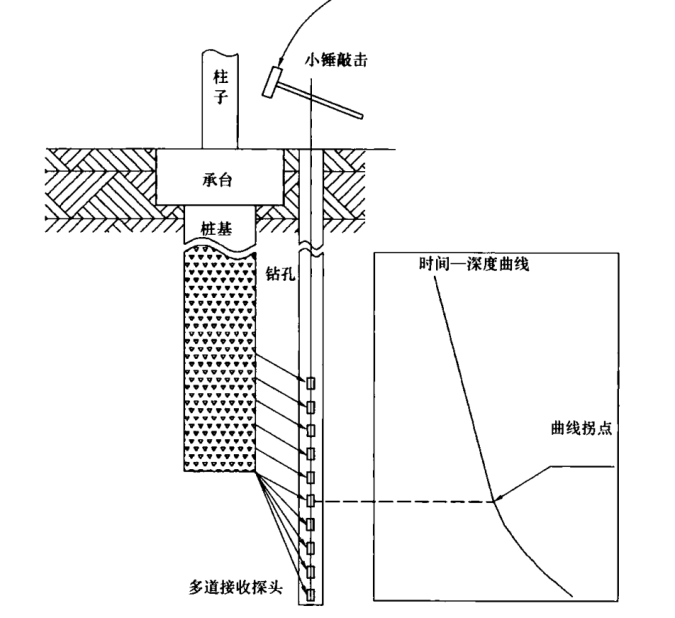 小锤敲击
柱
子
承台
桩基
钻孔
时间—深度曲线
曲线拐点
多道接收探头